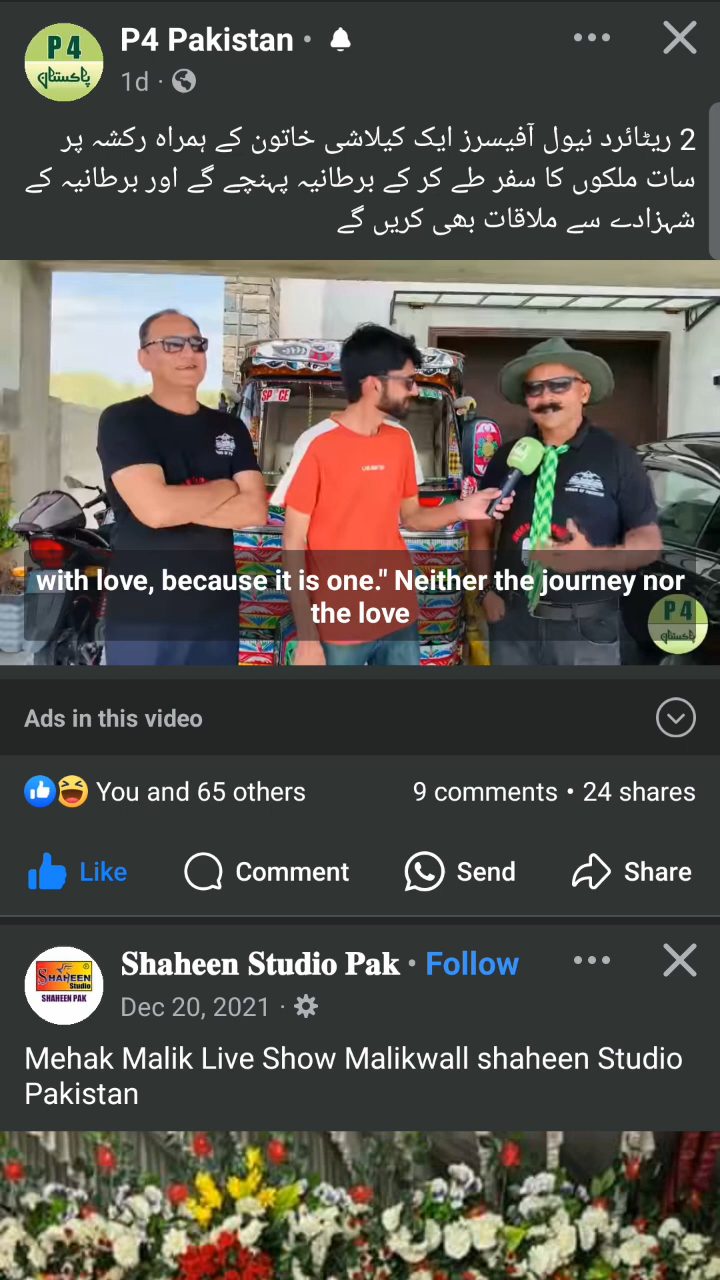 P4
پاکستان
P4 Pakistan
1d
2 ریٹائرد نیول آفیسرز ایک کیلاشی خاتون کے ہمراہ رکشہ پر
سات ملکوں کا سفر طے کر کے برطانیہ پہنچے گے اور برطانیہ کے
شہزادے سے ملاقات بھی کریں گے
with love, because it is one." Neither the journey nor
the love
P4
پاکستان
Ads in this video
You and 65 others
9 comments • 24 shares
Like
Comment
Send
Share
SHAHEEN
Studio
SHAHEEN PAK
Shaheen Studio Pak • Follow
Dec 20, 2021
Mehak Malik Live Show Malikwall shaheen Studio
Pakistan